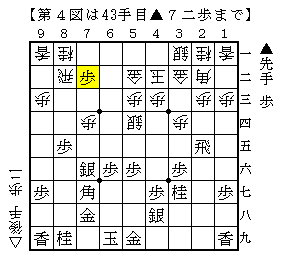 【第4図は43手目▲7二歩まで】
9 8 7 6 5 4 3 2 1
香 桂 銀 桂 香 一
飛 歩 金 玉 金 角 二
歩 歩 歩 歩 歩 三
歩 銀 歩 四
歩 飛 五
銀 歩 歩 歩 六
歩 角 歩 桂 歩 七
金 銀 八
香 桂 玉 金 香 九
▲先手 歩
△後手 歩二